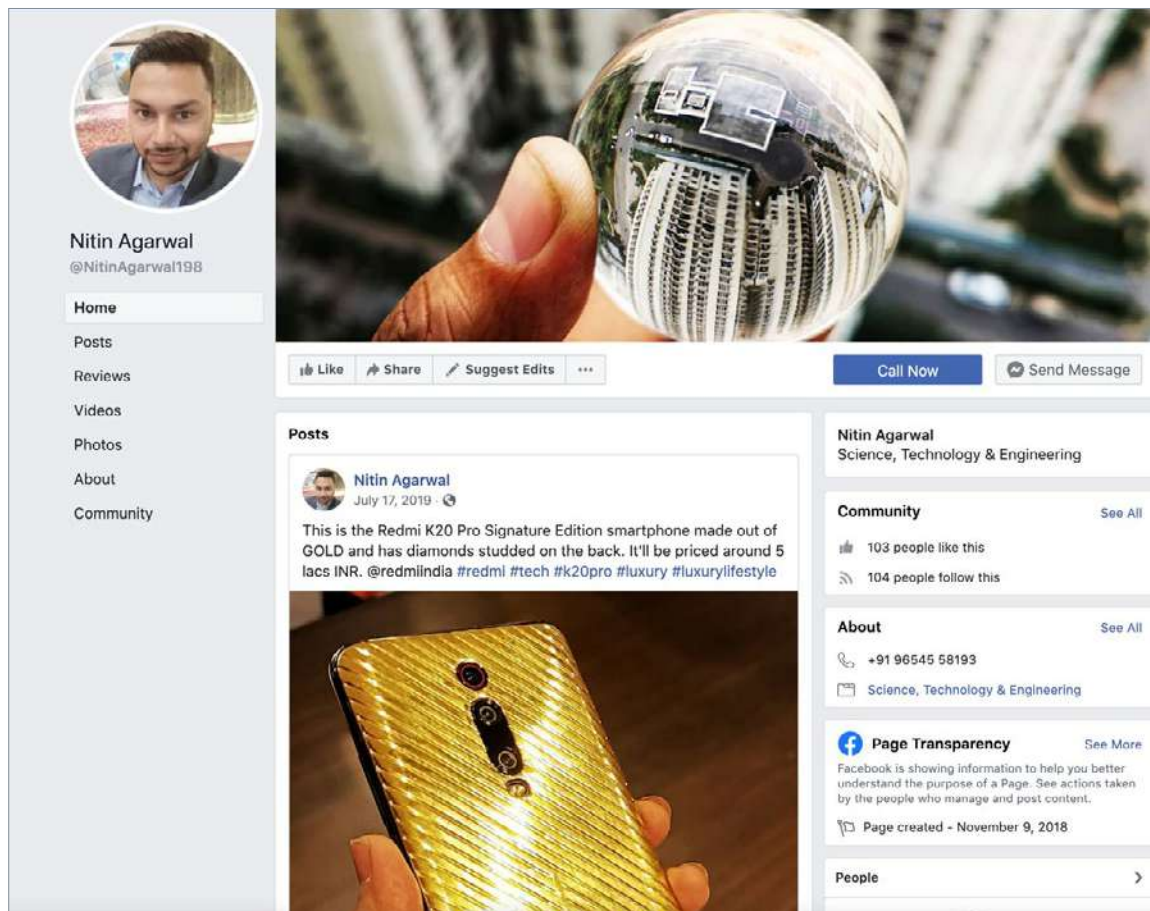 Nitin Agarwal
@NitinAgarwal198
Home
Posts
Reviews
Videos
Photos
About
Community
Like
Share
Suggest Edits
...
Call Now
Send Message
Posts
Nitin Agarwal
July 17, 2019 ·
This is the Redmi K20 Pro Signature Edition smartphone made out of
GOLD and has diamonds studded on the back. It'll be priced around 5
lacs INR. @redmiindia #redmi #tech #k20pro #luxury #luxurylifestyle
Nitin Agarwal
Science, Technology & Engineering
Community
See All
103 people like this
104 people follow this
About
See All
+91 96545 58193
Science, Technology & Engineering
Page Transparency
See More
Facebook is showing information to help you better
understand the purpose of a Page. See actions taken
by the people who manage and post content.
Page created - November 9, 2018
People